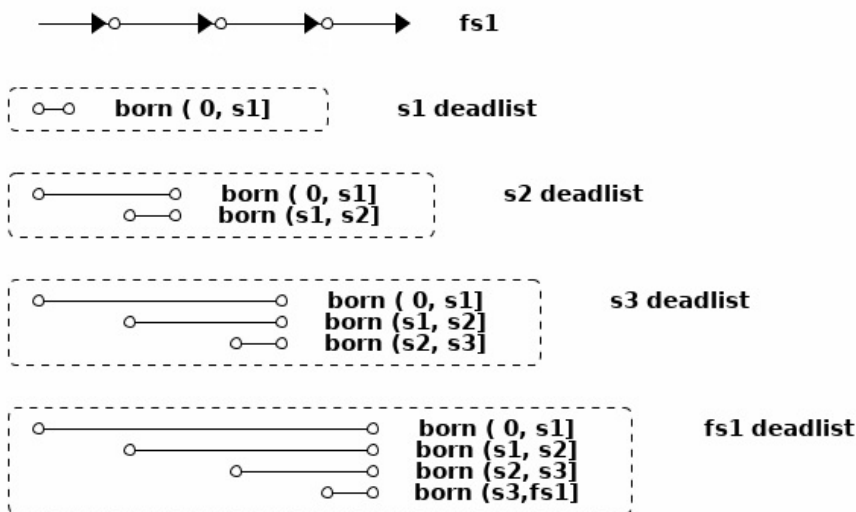 fs1
born ( 0, s1] s1 deadlist
born ( 0, s1] s2 deadlist
born (s1, s2]
born ( 0, s1] s3 deadlist
born (s1, s2]
born (s2, s3]
born ( 0, s1] fs1 deadlist
born (s1, s2]
born (s2, s3]
born (s3,fs1]